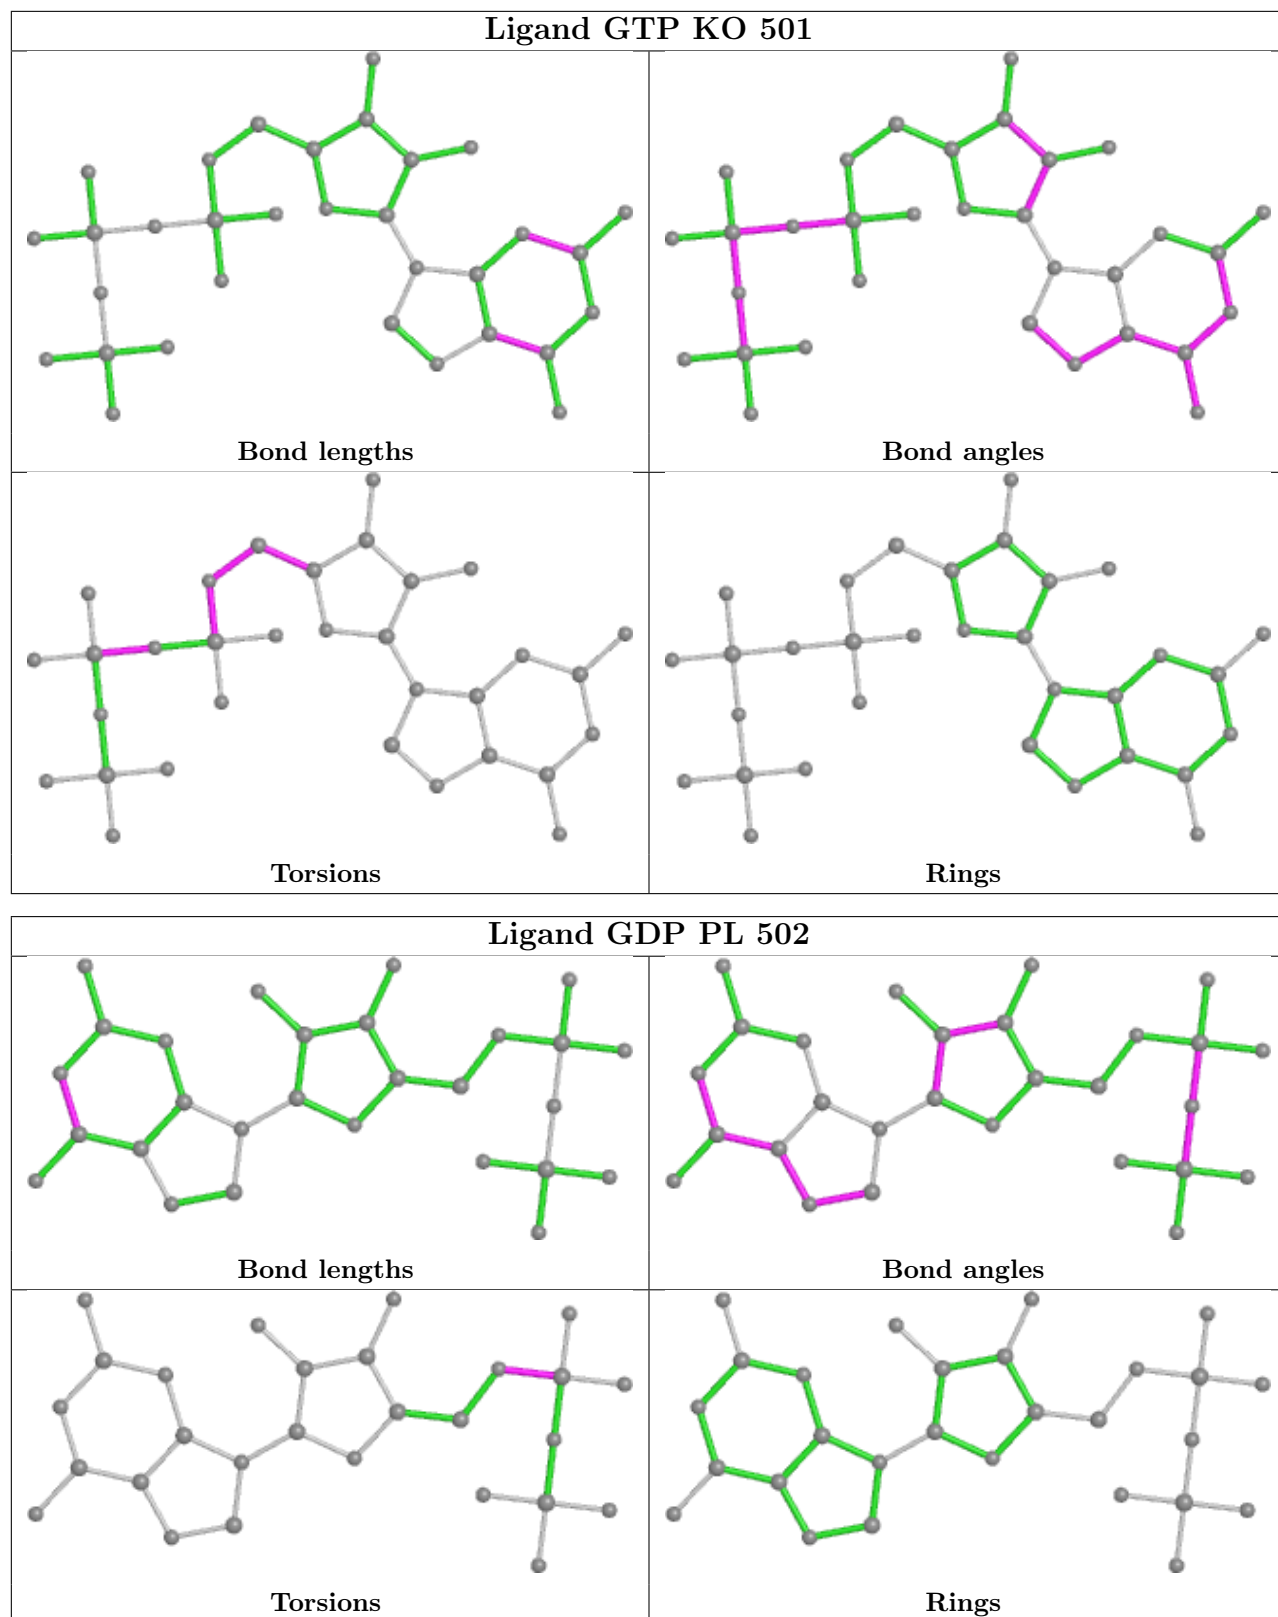 Ligand GTP KO 501
Bond lengths
Bond angles
Torsions
Rings
Ligand GDP PL 502
Bond lengths
Bond angles
Torsions
Rings